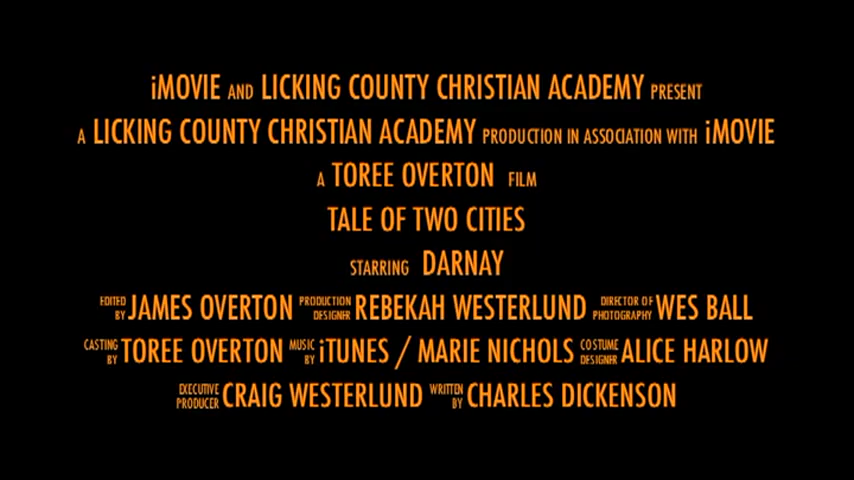 iMOVIE AND LICKING COUNTY CHRISTIAN ACADEMY PRESENT
A LICKING COUNTY CHRISTIAN ACADEMY PRODUCTION IN ASSOCIATION WITH iMOVIE
A TOREE OVERTON FILM
TALE OF TWO CITIES
STARRING DARNAY
EDITED BY JAMES OVERTON PRODUCTION DESIGNER REBEKAH WESTERLUND DIRECTOR OF PHOTOGRAPHY WES BALL
CASTING BY TOREE OVERTON MUSIC BY iTUNES / MARIE NICHOLS COSTUME DESIGNER ALICE HARLOW
EXECUTIVE PRODUCER CRAIG WESTERLUND WRITTEN BY CHARLES DICKENSON